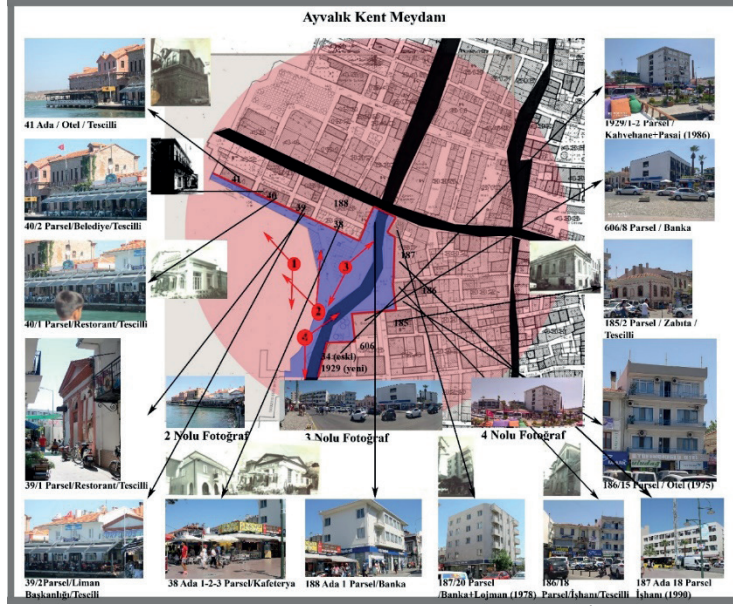 Ayvalık Kent Meydanı
41 Ada / Otel / Tescilli
40/2 Parsel/Belediye/Tescilli
40/1 Parsel/Restorant/Tescilli
39/1 Parsel/Restorant/Tescilli
39/2Parsel/Liman
Başkanlığı/Tescili
41
40
39
188
38
187
186
185
606
34 (eski)
1929 (yeni)
1
2
3
4
2 Nolu Fotoğraf
3 Nolu Fotoğraf
4 Nolu Fotoğraf
1929/1-2 Parsel /
Kahvehane+Pasaj (1986)
606/8 Parsel / Banka
185/2 Parsel / Zabıta /
Tescilli
186/15 Parsel / Otel (1975)
38 Ada 1-2-3 Parsel/Kafeterya
188 Ada 1 Parsel/Banka
187/20 Parsel
/Banka+Lojman (1978)
186/18
Parsel/İşhanı/Tescilli
187 Ada 18 Parsel
İşhanı (1990)